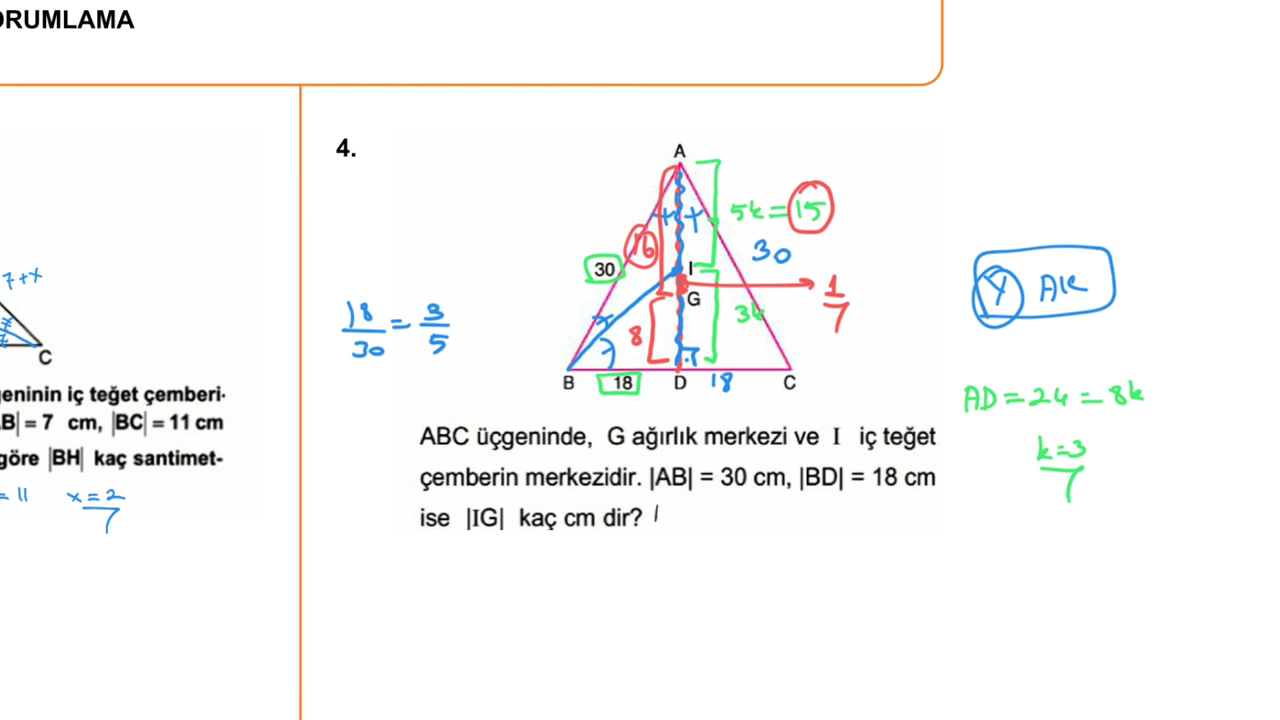 ORUMLAMA
4.
A
5k = 15
16
30
30
7+x
I
G
1
3k
8
18/30 = 3/5
C
B
18
D
18
C
AK
AD = 24 = 8k
k=3
geninin iç teğet çemberi-
B| = 7 cm, |BC| = 11 cm
göre |BH| kaç santimet-
= 11 x = 2
ABC üçgeninde, G ağırlık merkezi ve I iç teğet
çemberin merkezidir. |AB| = 30 cm, |BD| = 18 cm
ise |IG| kaç cm dir?